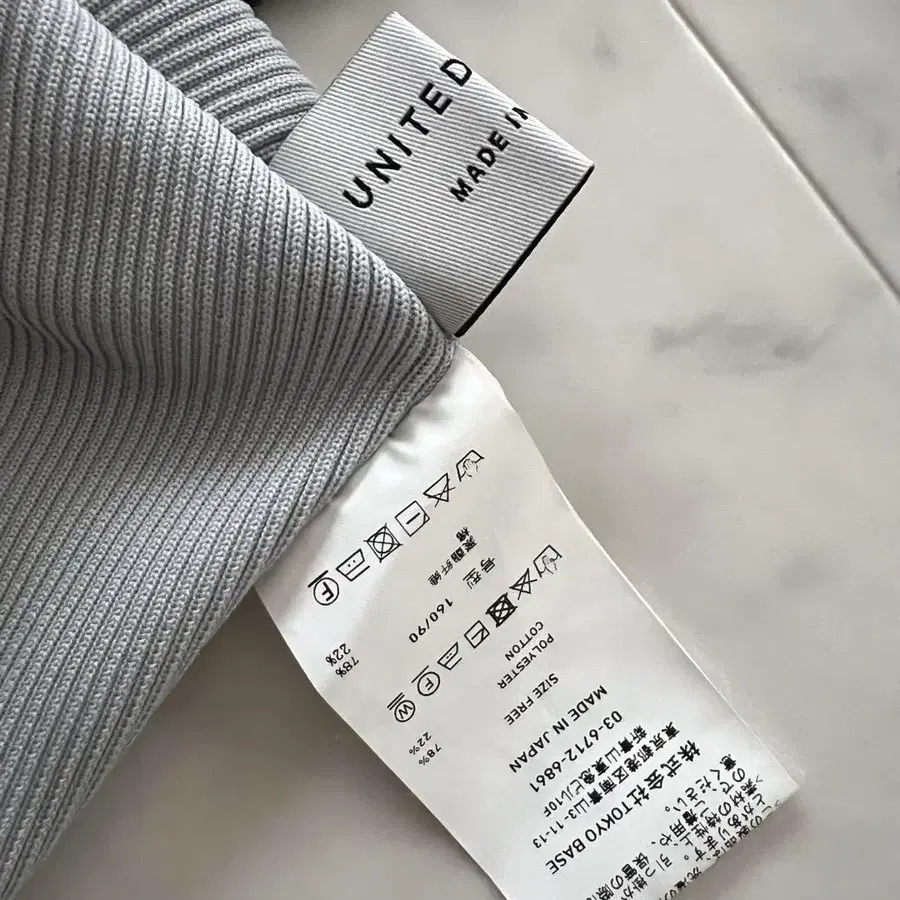 UNITED
MADE IN
株式会社TOKYO BASE
東京都港区南青山3-11-13
新青山東急ビル10F
03-6712-6861
MADE IN JAPAN
SIZE FREE
POLYESTER 78%
COTTON 22%
W
F
号型 160/90
聚酯纤维 78%
棉 22%
F